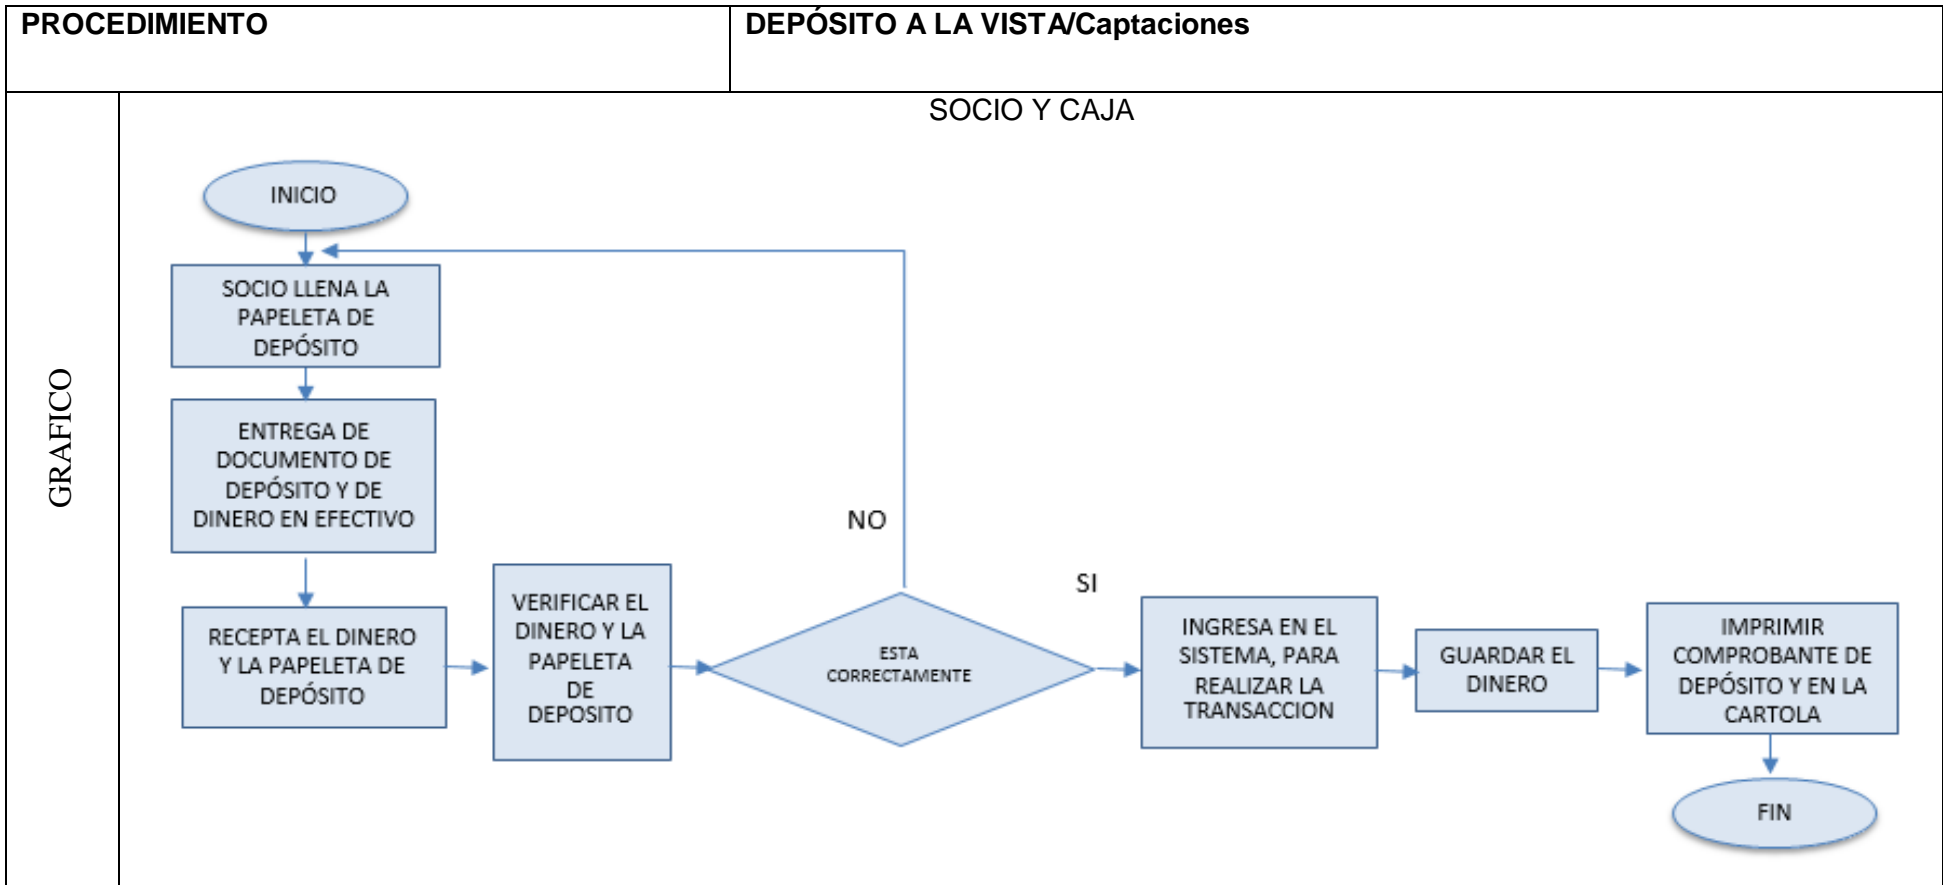 PROCEDIMIENTO
DEPÓSITO A LA VISTA/Captaciones
GRAFICO
SOCIO Y CAJA
INICIO
SOCIO LLENA LA
PAPELETA DE
DEPÓSITO
ENTREGA DE
DOCUMENTO DE
DEPÓSITO Y DE
DINERO EN EFECTIVO
RECEPTA EL DINERO
Y LA PAPELETA DE
DEPÓSITO
VERIFICAR EL
DINERO Y LA
PAPELETA
DE
DEPOSITO
ESTA
CORRECTAMENTE
NO
SI
INGRESA EN EL
SISTEMA, PARA
REALIZAR LA
TRANSACCION
GUARDAR EL
DINERO
IMPRIMIR
COMPROBANTE DE
DEPÓSITO Y EN LA
CARTOLA
FIN